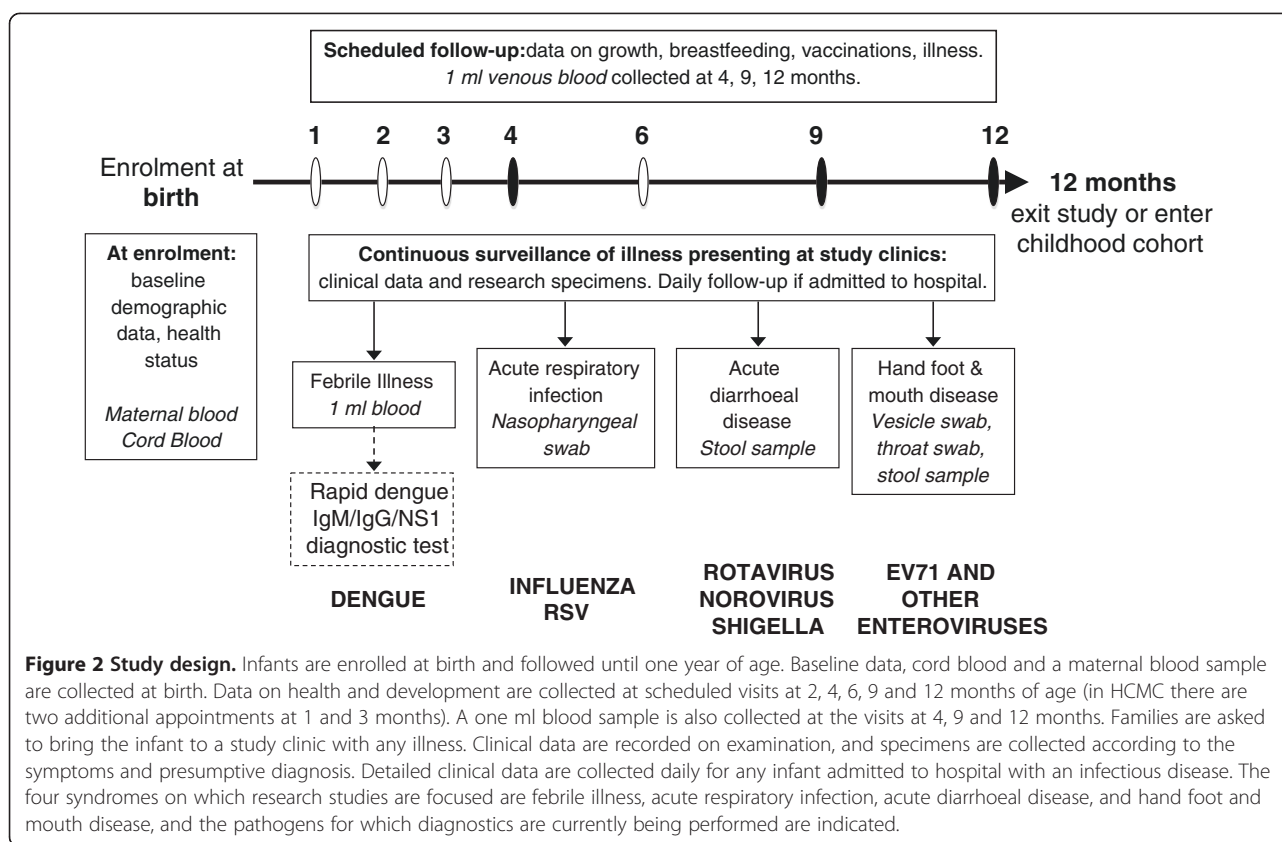 Scheduled follow-up:data on growth, breastfeeding, vaccinations, illness.
1 ml venous blood collected at 4, 9, 12 months.
1 2 3 4 6 9 12
Enrolment at
birth
12 months
exit study or enter
childhood cohort
At enrolment:
baseline
demographic
data, health
status
Maternal blood
Cord Blood
Continuous surveillance of illness presenting at study clinics:
clinical data and research specimens. Daily follow-up if admitted to hospital.
Febrile Illness
1 ml blood
Rapid dengue
IgM/IgG/NS1
diagnostic test
DENGUE
Acute respiratory
infection
Nasopharyngeal
swab
INFLUENZA
RSV
Acute
diarrhoeal
disease
Stool sample
ROTAVIRUS
NOROVIRUS
SHIGELLA
Hand foot &
mouth disease
Vesicle swab,
throat swab,
stool sample
EV71 AND
OTHER
ENTEROVIRUSES
Figure 2 Study design. Infants are enrolled at birth and followed until one year of age. Baseline data, cord blood and a maternal blood sample
are collected at birth. Data on health and development are collected at scheduled visits at 2, 4, 6, 9 and 12 months of age (in HCMC there are
two additional appointments at 1 and 3 months). A one ml blood sample is also collected at the visits at 4, 9 and 12 months. Families are asked
to bring the infant to a study clinic with any illness. Clinical data are recorded on examination, and specimens are collected according to the
symptoms and presumptive diagnosis. Detailed clinical data are collected daily for any infant admitted to hospital with an infectious disease. The
four syndromes on which research studies are focused are febrile illness, acute respiratory infection, acute diarrhoeal disease, and hand foot and
mouth disease, and the pathogens for which diagnostics are currently being performed are indicated.